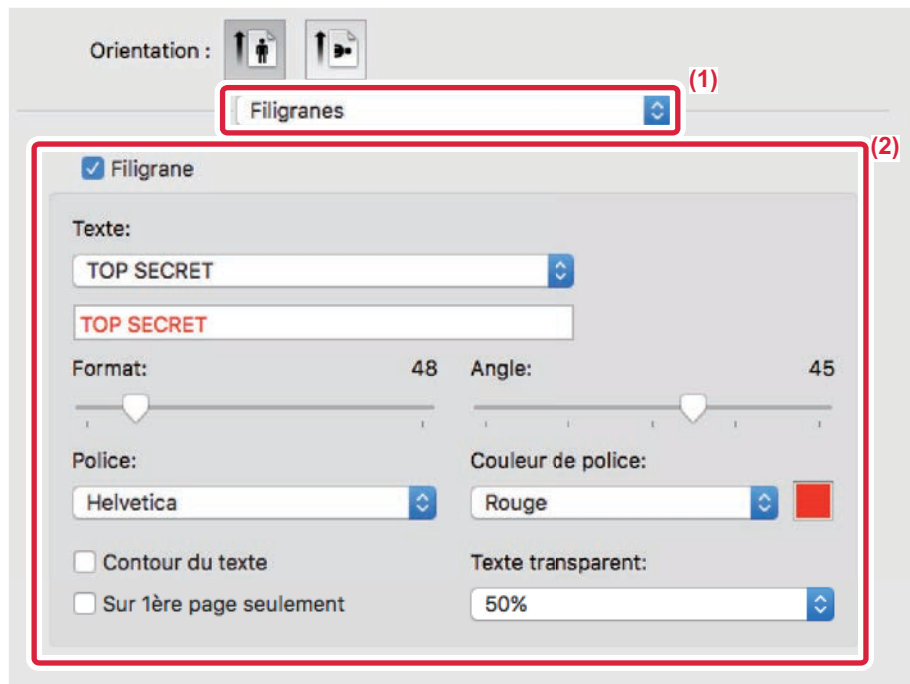 Orientation :
(1)
Filigranes
(2)
Filigrane
Texte:
TOP SECRET
TOP SECRET
Format: 48 Angle: 45
Police: Couleur de police:
Helvetica Rouge
Contour du texte Texte transparent:
Sur 1ère page seulement 50%